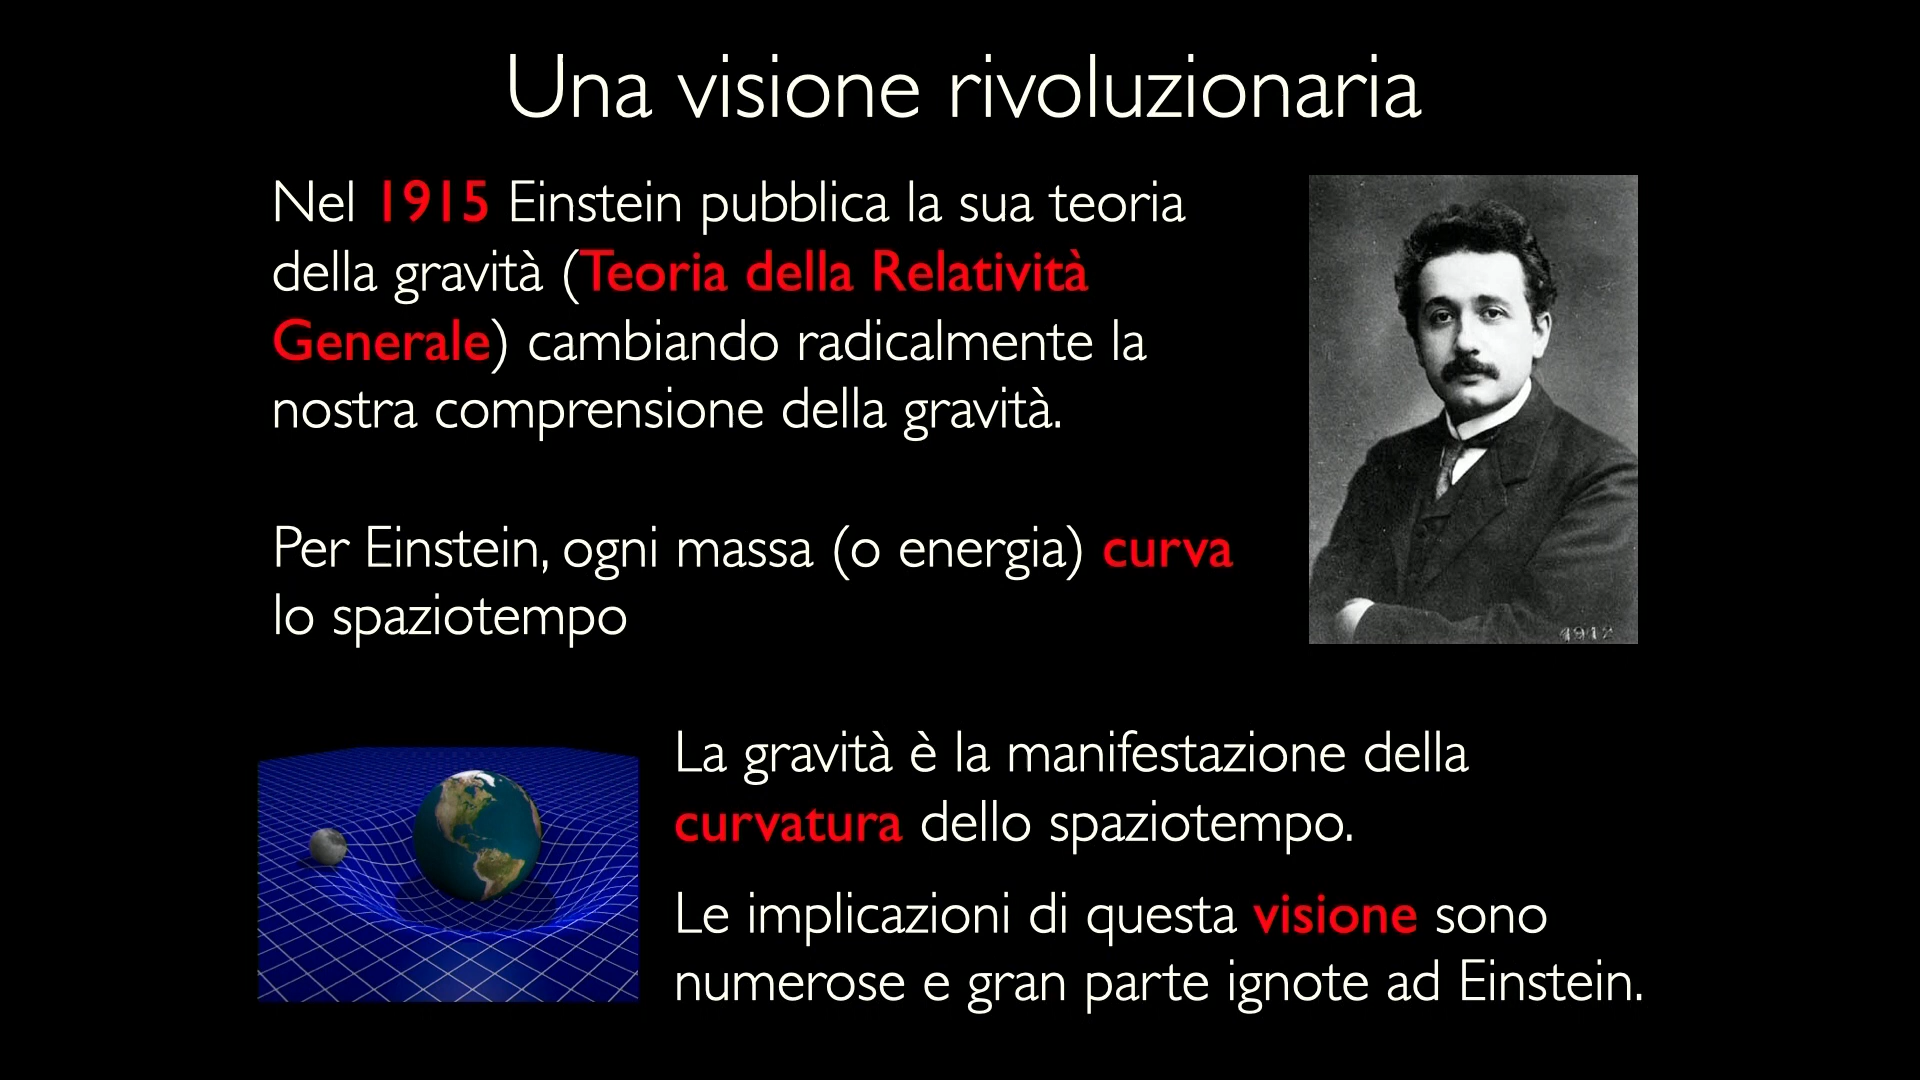 Una visione rivoluzionaria
Nel 1915 Einstein pubblica la sua teoria
della gravità (Teoria della Relatività
Generale) cambiando radicalmente la
nostra comprensione della gravità.
Per Einstein, ogni massa (o energia) curva
lo spaziotempo
1912
La gravità è la manifestazione della
curvatura dello spaziotempo.
Le implicazioni di questa visione sono
numerose e gran parte ignote ad Einstein.